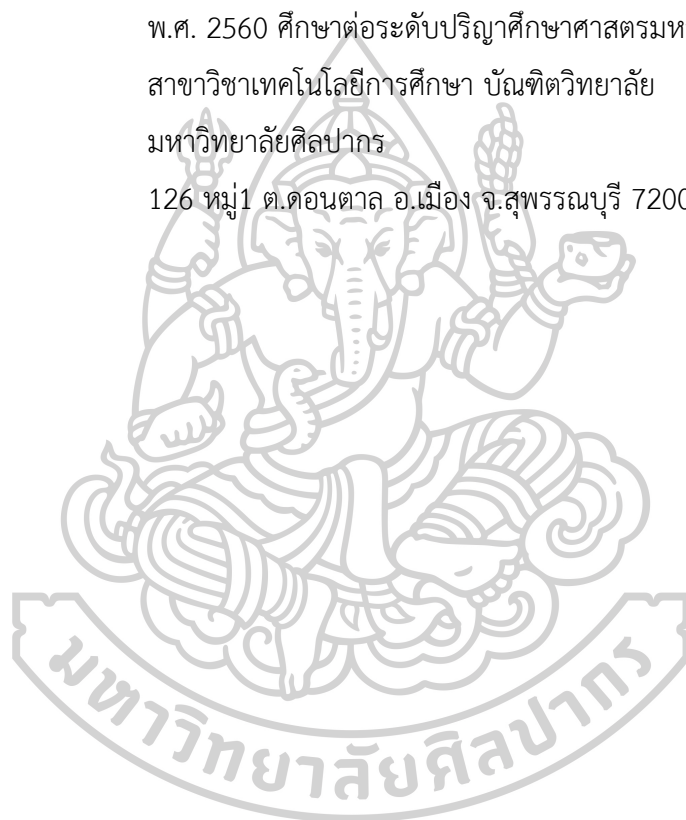 พ.ศ. 2560 ศึกษาต่อระดับปริญาศึกษาศาสตรมห
สาขาวิชาเทคโนโลยีการศึกษา บัณฑิตวิทยาลัย
มหาวิทยาลัยศิลปากร
126 หมู่1 ต.ดอนตาล อ.เมือง จ.สุพรรณบุรี 7200
มหาวิทยาลัยศิลปากร